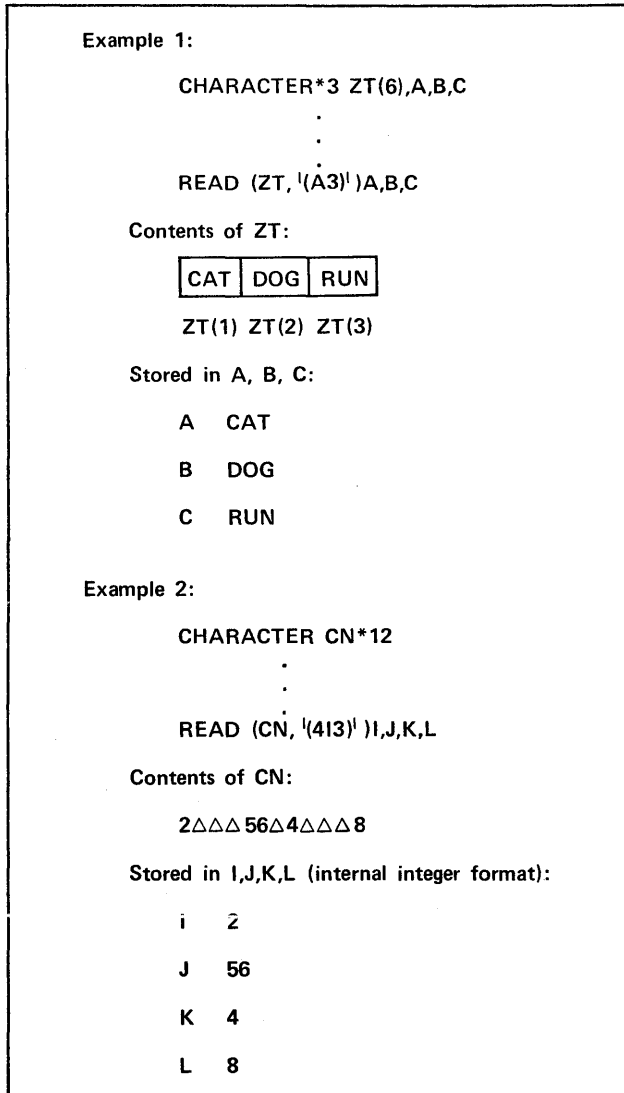 Example 1:
CHARACTER*3 ZT(6),A,B,C
.
.
.
READ (ZT, '(A3)' )A,B,C
Contents of ZT:
CAT DOG RUN
ZT(1) ZT(2) ZT(3)
Stored in A, B, C:
A CAT
B DOG
C RUN
Example 2:
CHARACTER CN*12
.
.
.
READ (CN, '(4I3)' )I,J,K,L
Contents of CN:
2△△△56△4△△△8
Stored in I,J,K,L (internal integer format):
I 2
J 56
K 4
L 8